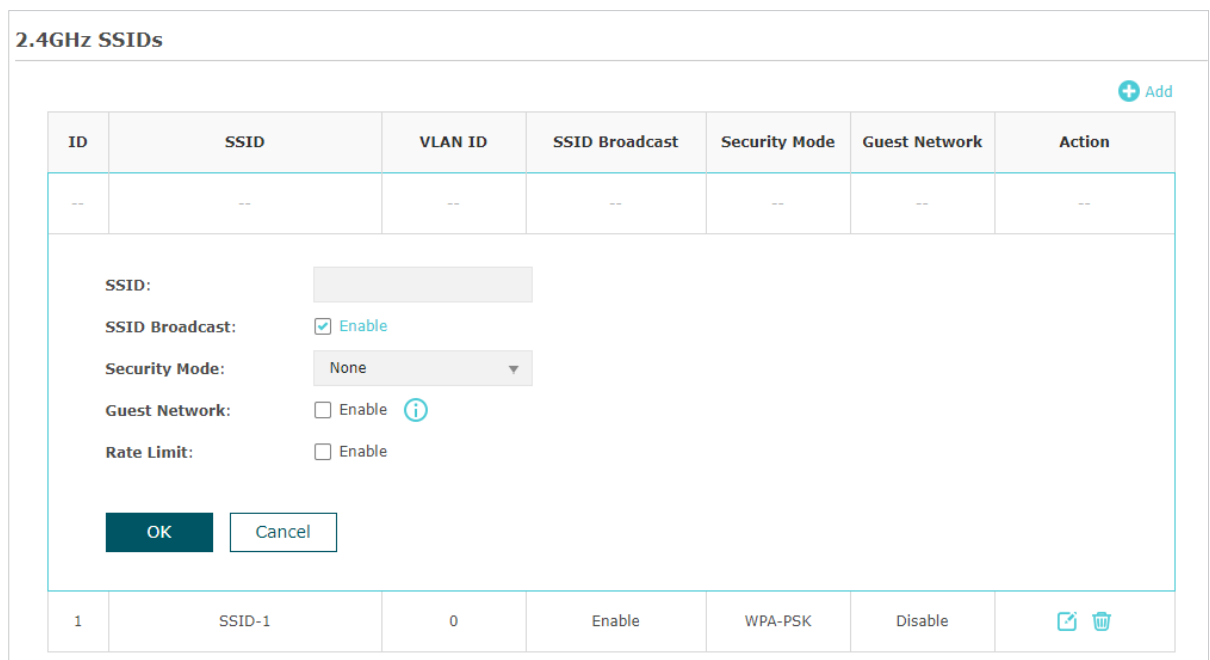 2.4GHz SSIDs
Add
ID SSID VLAN ID SSID Broadcast Security Mode Guest Network Action
-- -- -- -- -- -- --
SSID:
SSID Broadcast: Enable
Security Mode: None
Guest Network: Enable
Rate Limit: Enable
OK Cancel
1 SSID-1 0 Enable WPA-PSK Disable